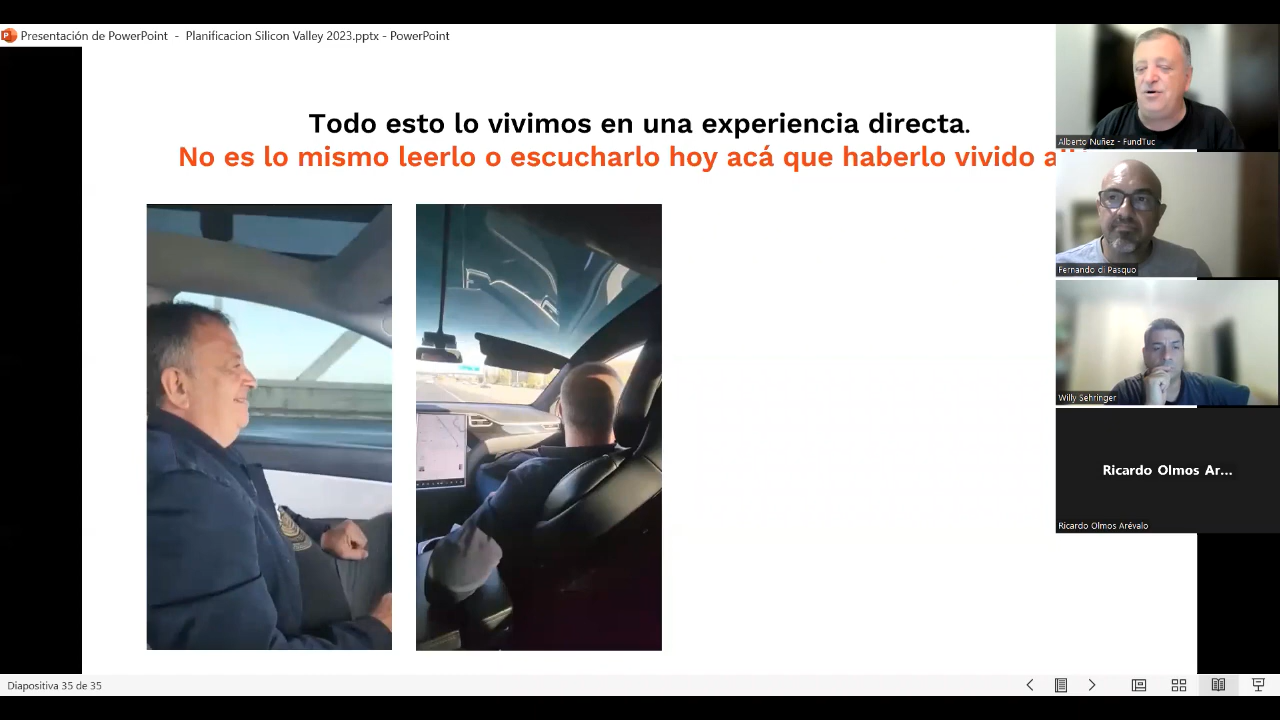 Presentación de PowerPoint - Planificacion Silicon Valley 2023.pptx - PowerPoint
Todo esto lo vivimos en una experiencia directa.
No es lo mismo leerlo o escucharlo hoy acá que haberlo vivido
Alberto Nuñez - FundTuc
Fernando di Pasquo
Willy Sehringer
Ricardo Olmos Ar...
Ricardo Olmos Arévalo
Diapositiva 35 de 35